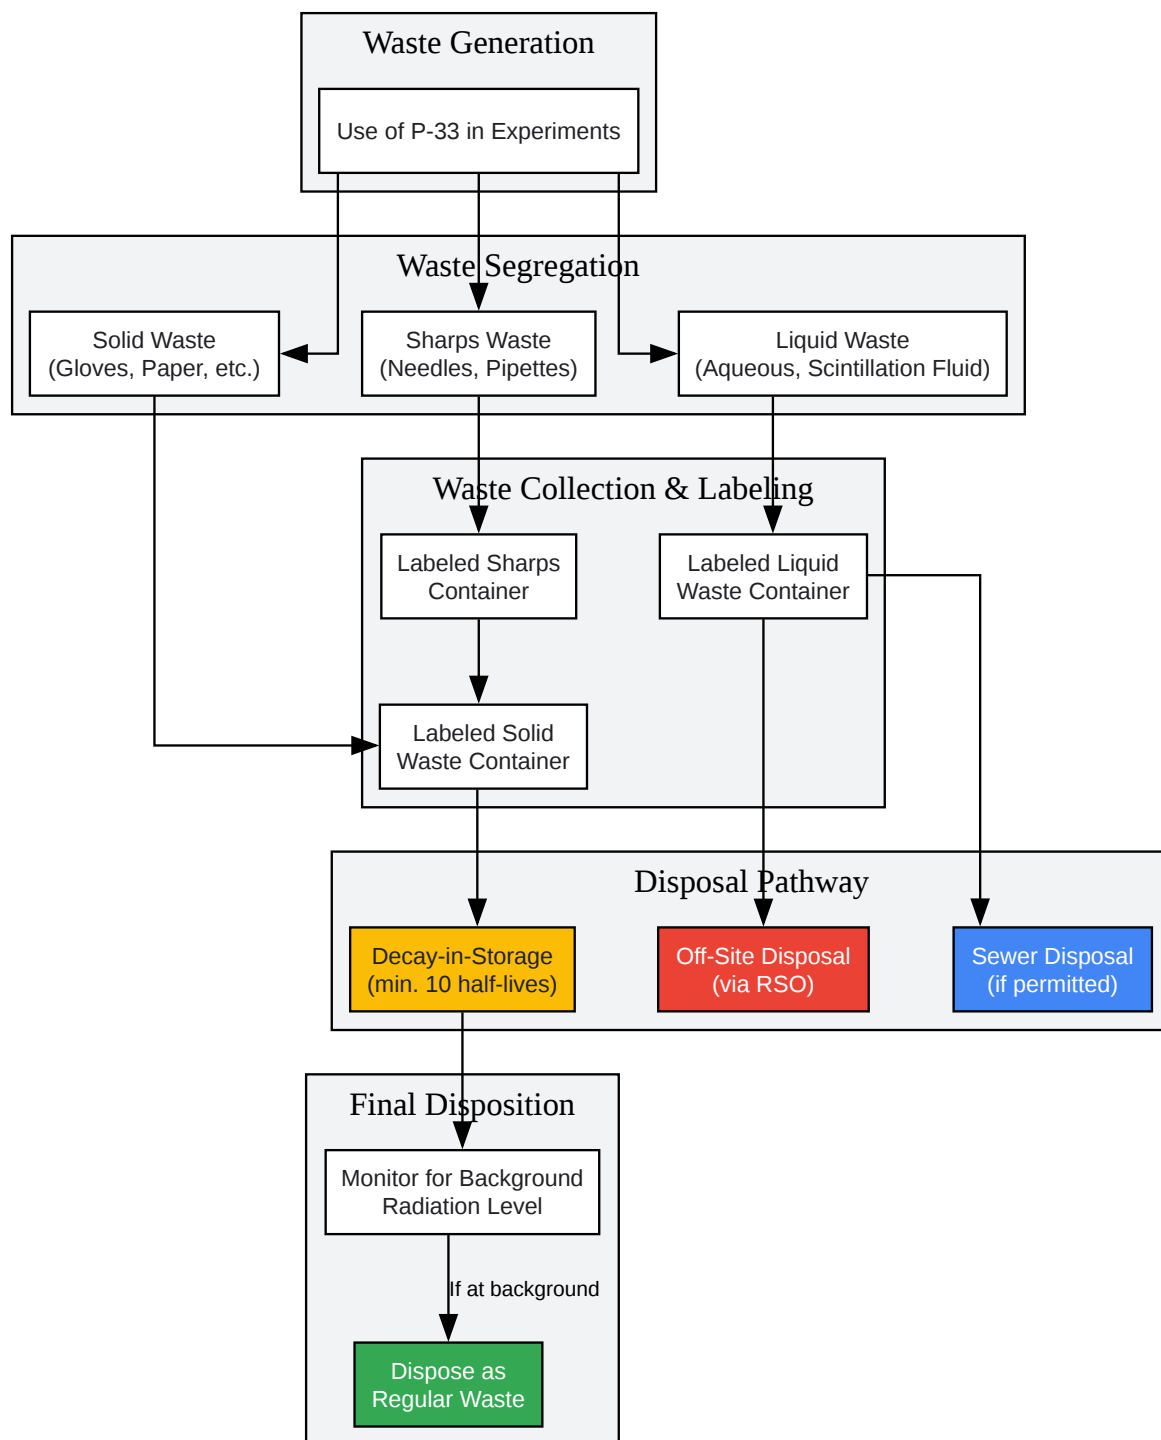 Waste Generation
Use of P-33 in Experiments
Waste Segregation
Solid Waste
(Gloves, Paper, etc.)
Sharps Waste
(Needles, Pipettes)
Liquid Waste
(Aqueous, Scintillation Fluid)
Waste Collection & Labeling
Labeled Sharps
Container
Labeled Liquid
Waste Container
Labeled Solid
Waste Container
Disposal Pathway
Decay-in-Storage
(min. 10 half-lives)
Off-Site Disposal
(via RSO)
Sewer Disposal
(if permitted)
Final Disposition
Monitor for Background
Radiation Level
If at background
Dispose as
Regular Waste